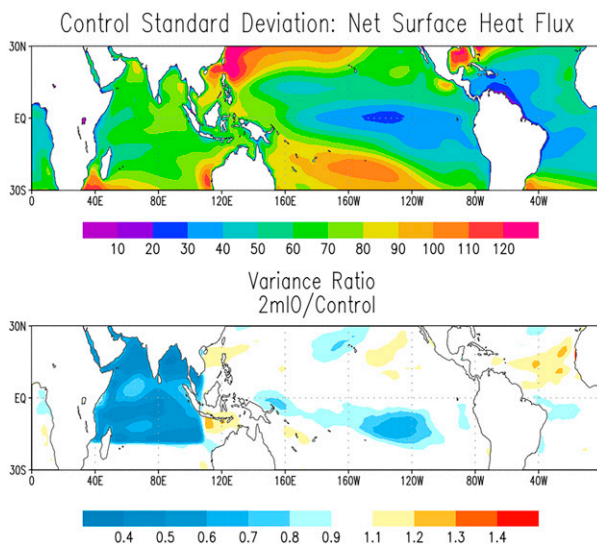 Control Standard Deviation: Net Surface Heat Flux
30N
EQ
30S
0 40E 80E 120E 160E 160W 120W 80W 40W 0
10 20 30 40 50 60 70 80 90 100 110 120
Variance Ratio
2mIO/Control
30N
EQ
30S
0 40E 80E 120E 160E 160W 120W 80W 40W 0
0.4 0.5 0.6 0.7 0.8 0.9 1.1 1.2 1.3 1.4